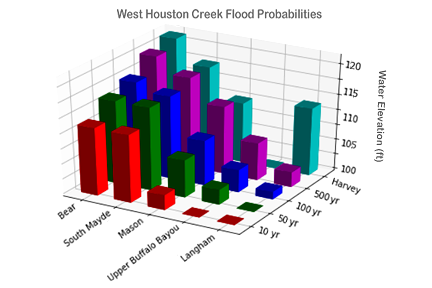 West Houston Creek Flood Probabilities
120
115
110
105
100
Water Elevation (ft)
Harvey
500 yr
100 yr
50 yr
10 yr
Bear
South Mayde
Mason
Upper Buffalo Bayou
Langham